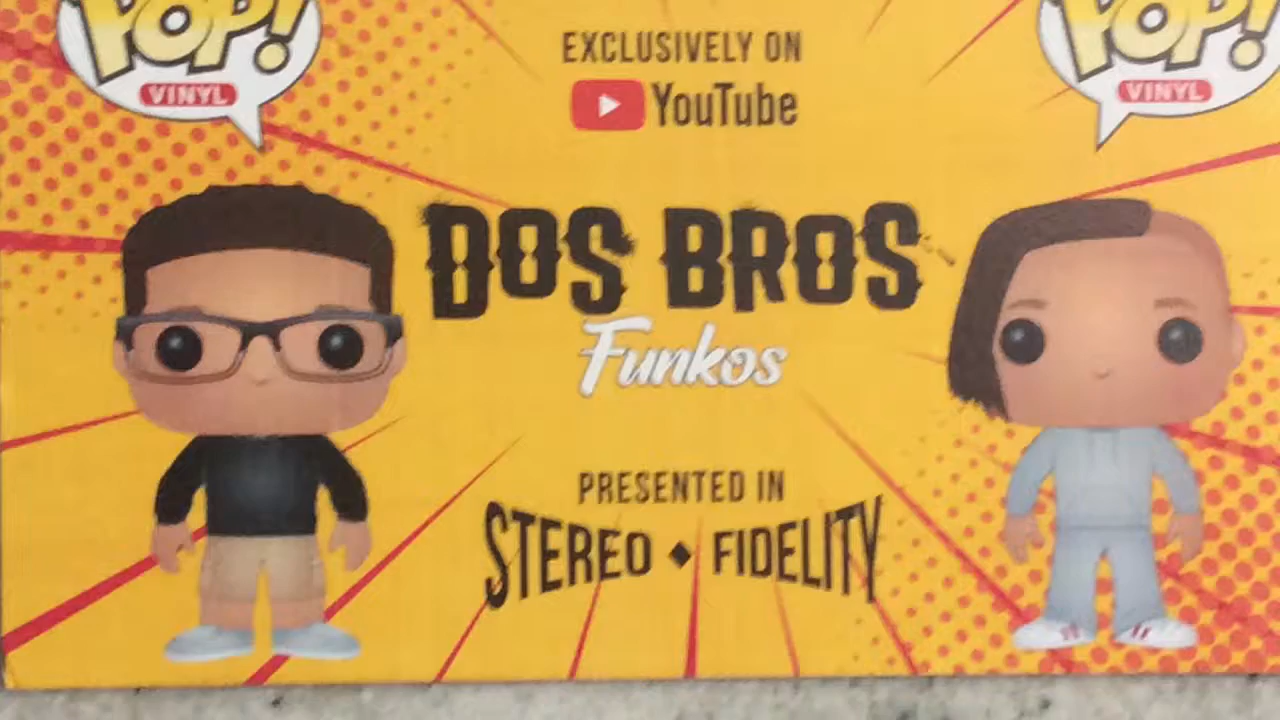 POP!
VINYL
EXCLUSIVELY ON
YouTube
POP!
VINYL
DOS BROS
Funkos
PRESENTED IN
STEREO ◆ FIDELITY